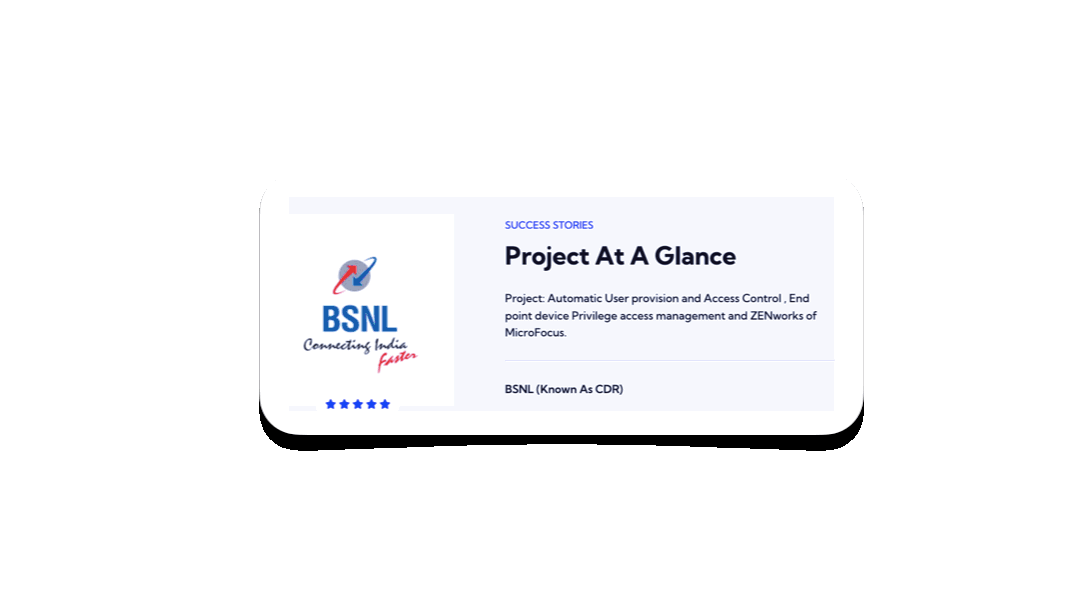 BSNL
Connecting India
Faster
SUCCESS STORIES
Project At A Glance
Project: Automatic User provision and Access Control , End
point device Privilege access management and ZENworks of
MicroFocus.
BSNL (Known As CDR)